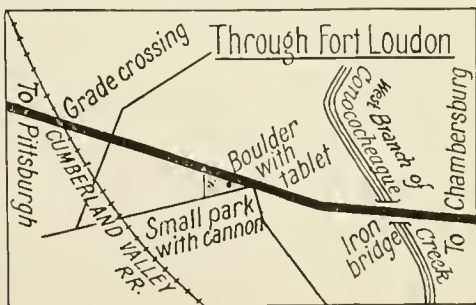 Through Fort Loudon
Grade crossing
To Pittsburgh
CUMBERLAND VALLEY
RR.
Boulder
with
tablet
Small park
with cannon
West Branch of
Conococheague
Creek
Iron
bridge
To Chambersburg